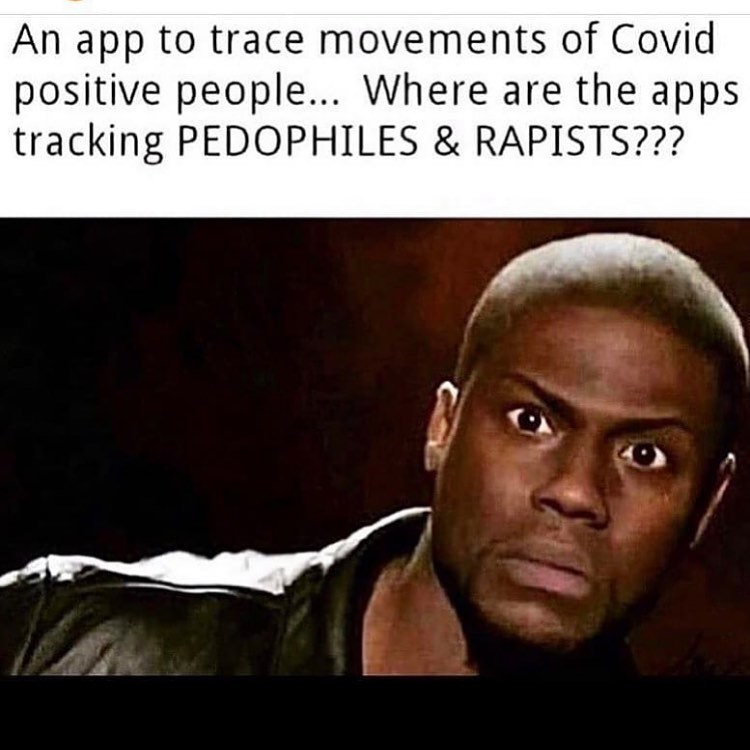 An app to trace movements of Covid
positive people... Where are the apps
tracking PEDOPHILES & RAPISTS???